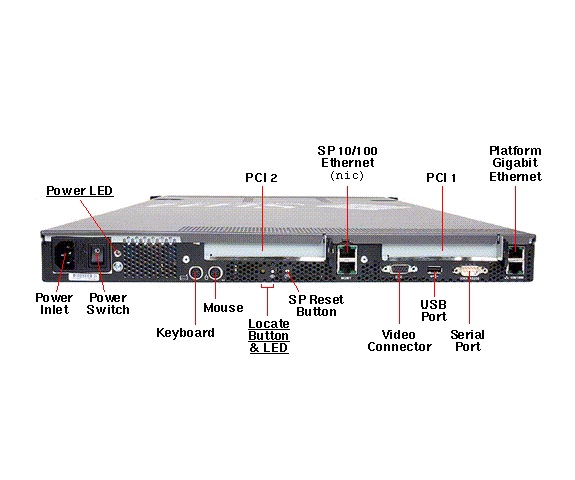 SP 10/100
Ethernet
(nic)
Platform
Gigabit
Ethernet
Power LED
PCI 2
PCI 1
Power
Inlet
Power
Switch
Keyboard
Mouse
Locate
Button
& LED
SP Reset
Button
Video
Connector
USB
Port
Serial
Port